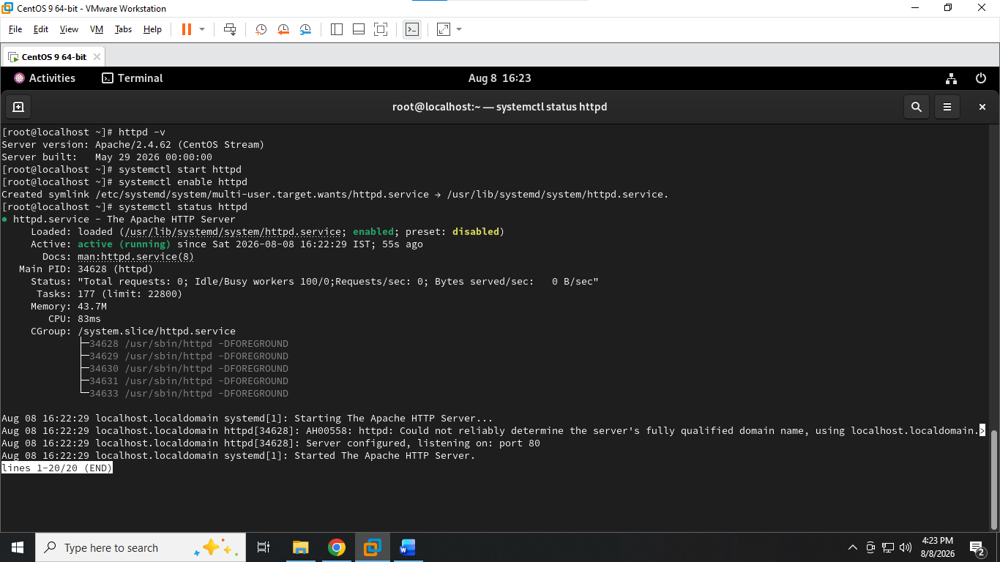 CentOS 9 64-bit - VMware Workstation
File Edit View VM Tabs Help
CentOS 9 64-bit
Activities Terminal Aug 8 16:23
root@localhost:~ — systemctl status httpd
[root@localhost ~]# httpd -v
Server version: Apache/2.4.62 (CentOS Stream)
Server built:   May 29 2026 00:00:00
[root@localhost ~]# systemctl start httpd
[root@localhost ~]# systemctl enable httpd
Created symlink /etc/systemd/system/multi-user.target.wants/httpd.service → /usr/lib/systemd/system/httpd.service.
[root@localhost ~]# systemctl status httpd
● httpd.service - The Apache HTTP Server
     Loaded: loaded (/usr/lib/systemd/system/httpd.service; enabled; preset: disabled)
     Active: active (running) since Sat 2026-08-08 16:22:29 IST; 55s ago
       Docs: man:httpd.service(8)
   Main PID: 34628 (httpd)
     Status: "Total requests: 0; Idle/Busy workers 100/0;Requests/sec: 0; Bytes served/sec:   0 B/sec"
      Tasks: 177 (limit: 22800)
     Memory: 43.7M
        CPU: 83ms
     CGroup: /system.slice/httpd.service
             ├─34628 /usr/sbin/httpd -DFOREGROUND
             ├─34629 /usr/sbin/httpd -DFOREGROUND
             ├─34630 /usr/sbin/httpd -DFOREGROUND
             ├─34631 /usr/sbin/httpd -DFOREGROUND
             └─34633 /usr/sbin/httpd -DFOREGROUND
Aug 08 16:22:29 localhost.localdomain systemd[1]: Starting The Apache HTTP Server...
Aug 08 16:22:29 localhost.localdomain httpd[34628]: AH00558: httpd: Could not reliably determine the server's fully qualified domain name, using localhost.localdomain.>
Aug 08 16:22:29 localhost.localdomain httpd[34628]: Server configured, listening on: port 80
Aug 08 16:22:29 localhost.localdomain systemd[1]: Started The Apache HTTP Server.
lines 1-20/20 (END)
Type here to search
4:23 PM
8/8/2026
2